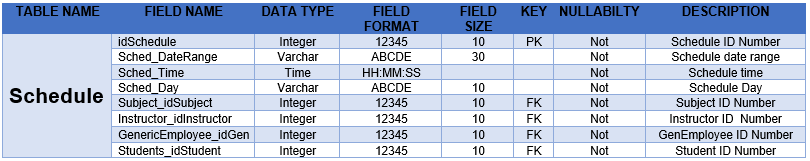 TABLE NAME FIELD NAME DATA TYPE FIELD FORMAT FIELD SIZE KEY NULLABILTY DESCRIPTION
Schedule
idSchedule Integer 12345 10 PK Not Schedule ID Number
Sched_DateRange Varchar ABCDE 30 Not Schedule date range
Sched_Time Time HH:MM:SS Not Schedule time
Sched_Day Varchar ABCDE 10 Not Schedule Day
Subject_idSubject Integer 12345 10 FK Not Subject ID Number
Instructor_idInstructor Integer 12345 10 FK Not Instructor ID Number
GenericEmployee_idGen Integer 12345 10 FK Not GenEmployee ID Number
Students_idStudent Integer 12345 10 FK Not Student ID Number